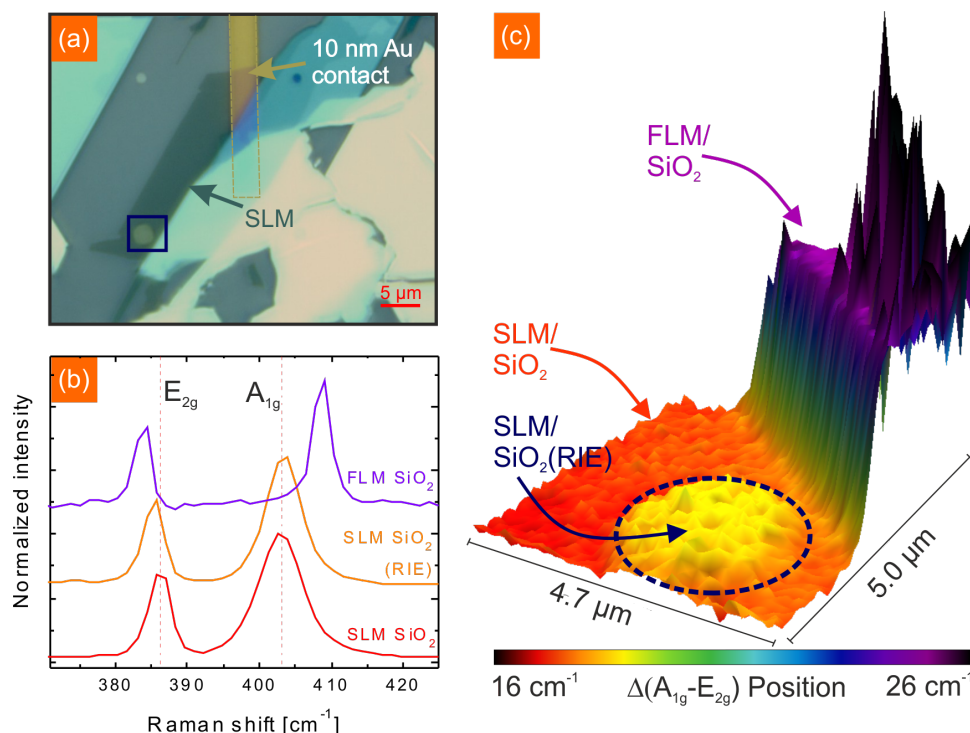 (a)
10 nm Au
contact
SLM
5 µm
(b)
E2g
A1g
FLM SiO2
SLM SiO2
(RIE)
SLM SiO2
Normalized intensity
380 390 400 410 420
Raman shift [cm-1]
(c)
FLM/
SiO2
SLM/
SiO2
SLM/
SiO2(RIE)
4.7 µm
5.0 µm
16 cm-1 Δ(A1g-E2g) Position 26 cm-1